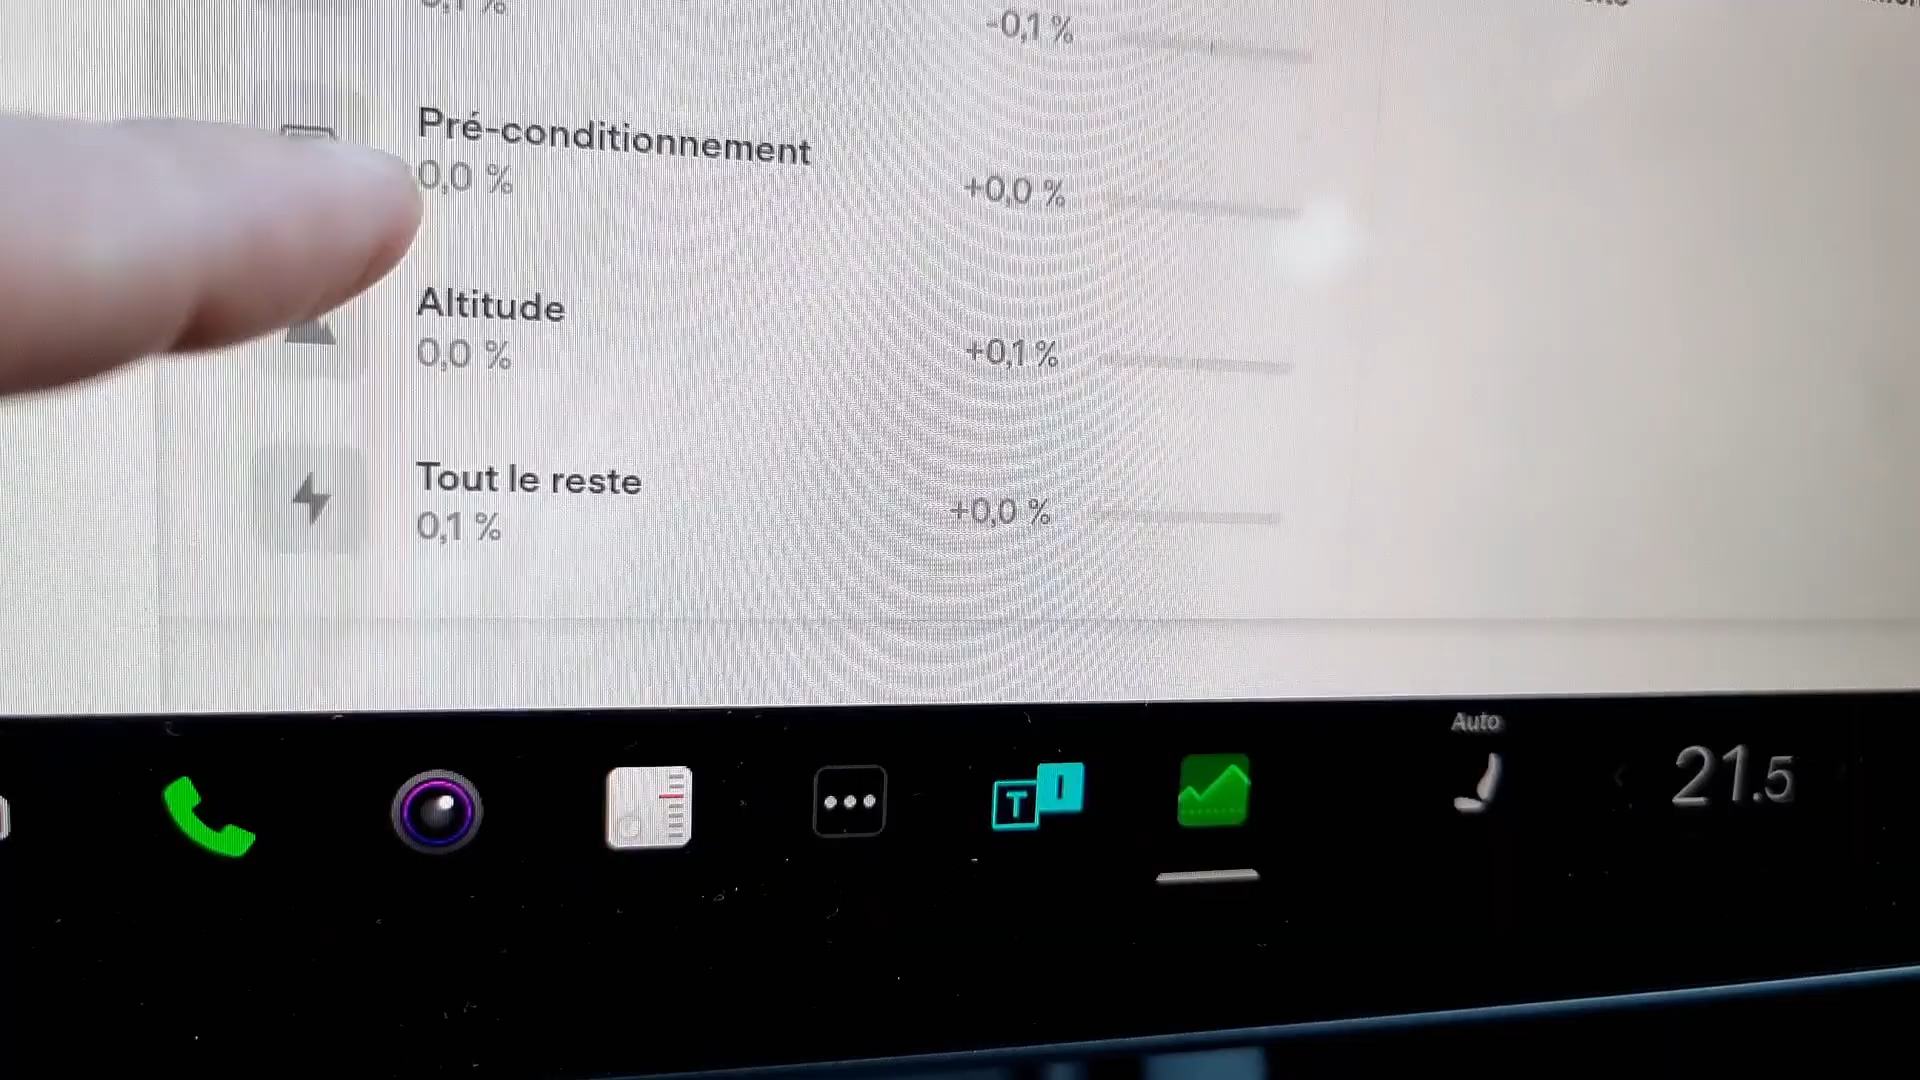 -0,1 %
Pré-conditionnement
0,0 %
+0,0 %
Altitude
0,0 %
+0,1 %
Tout le reste
0,1 %
+0,0 %
Auto
T I
21.5